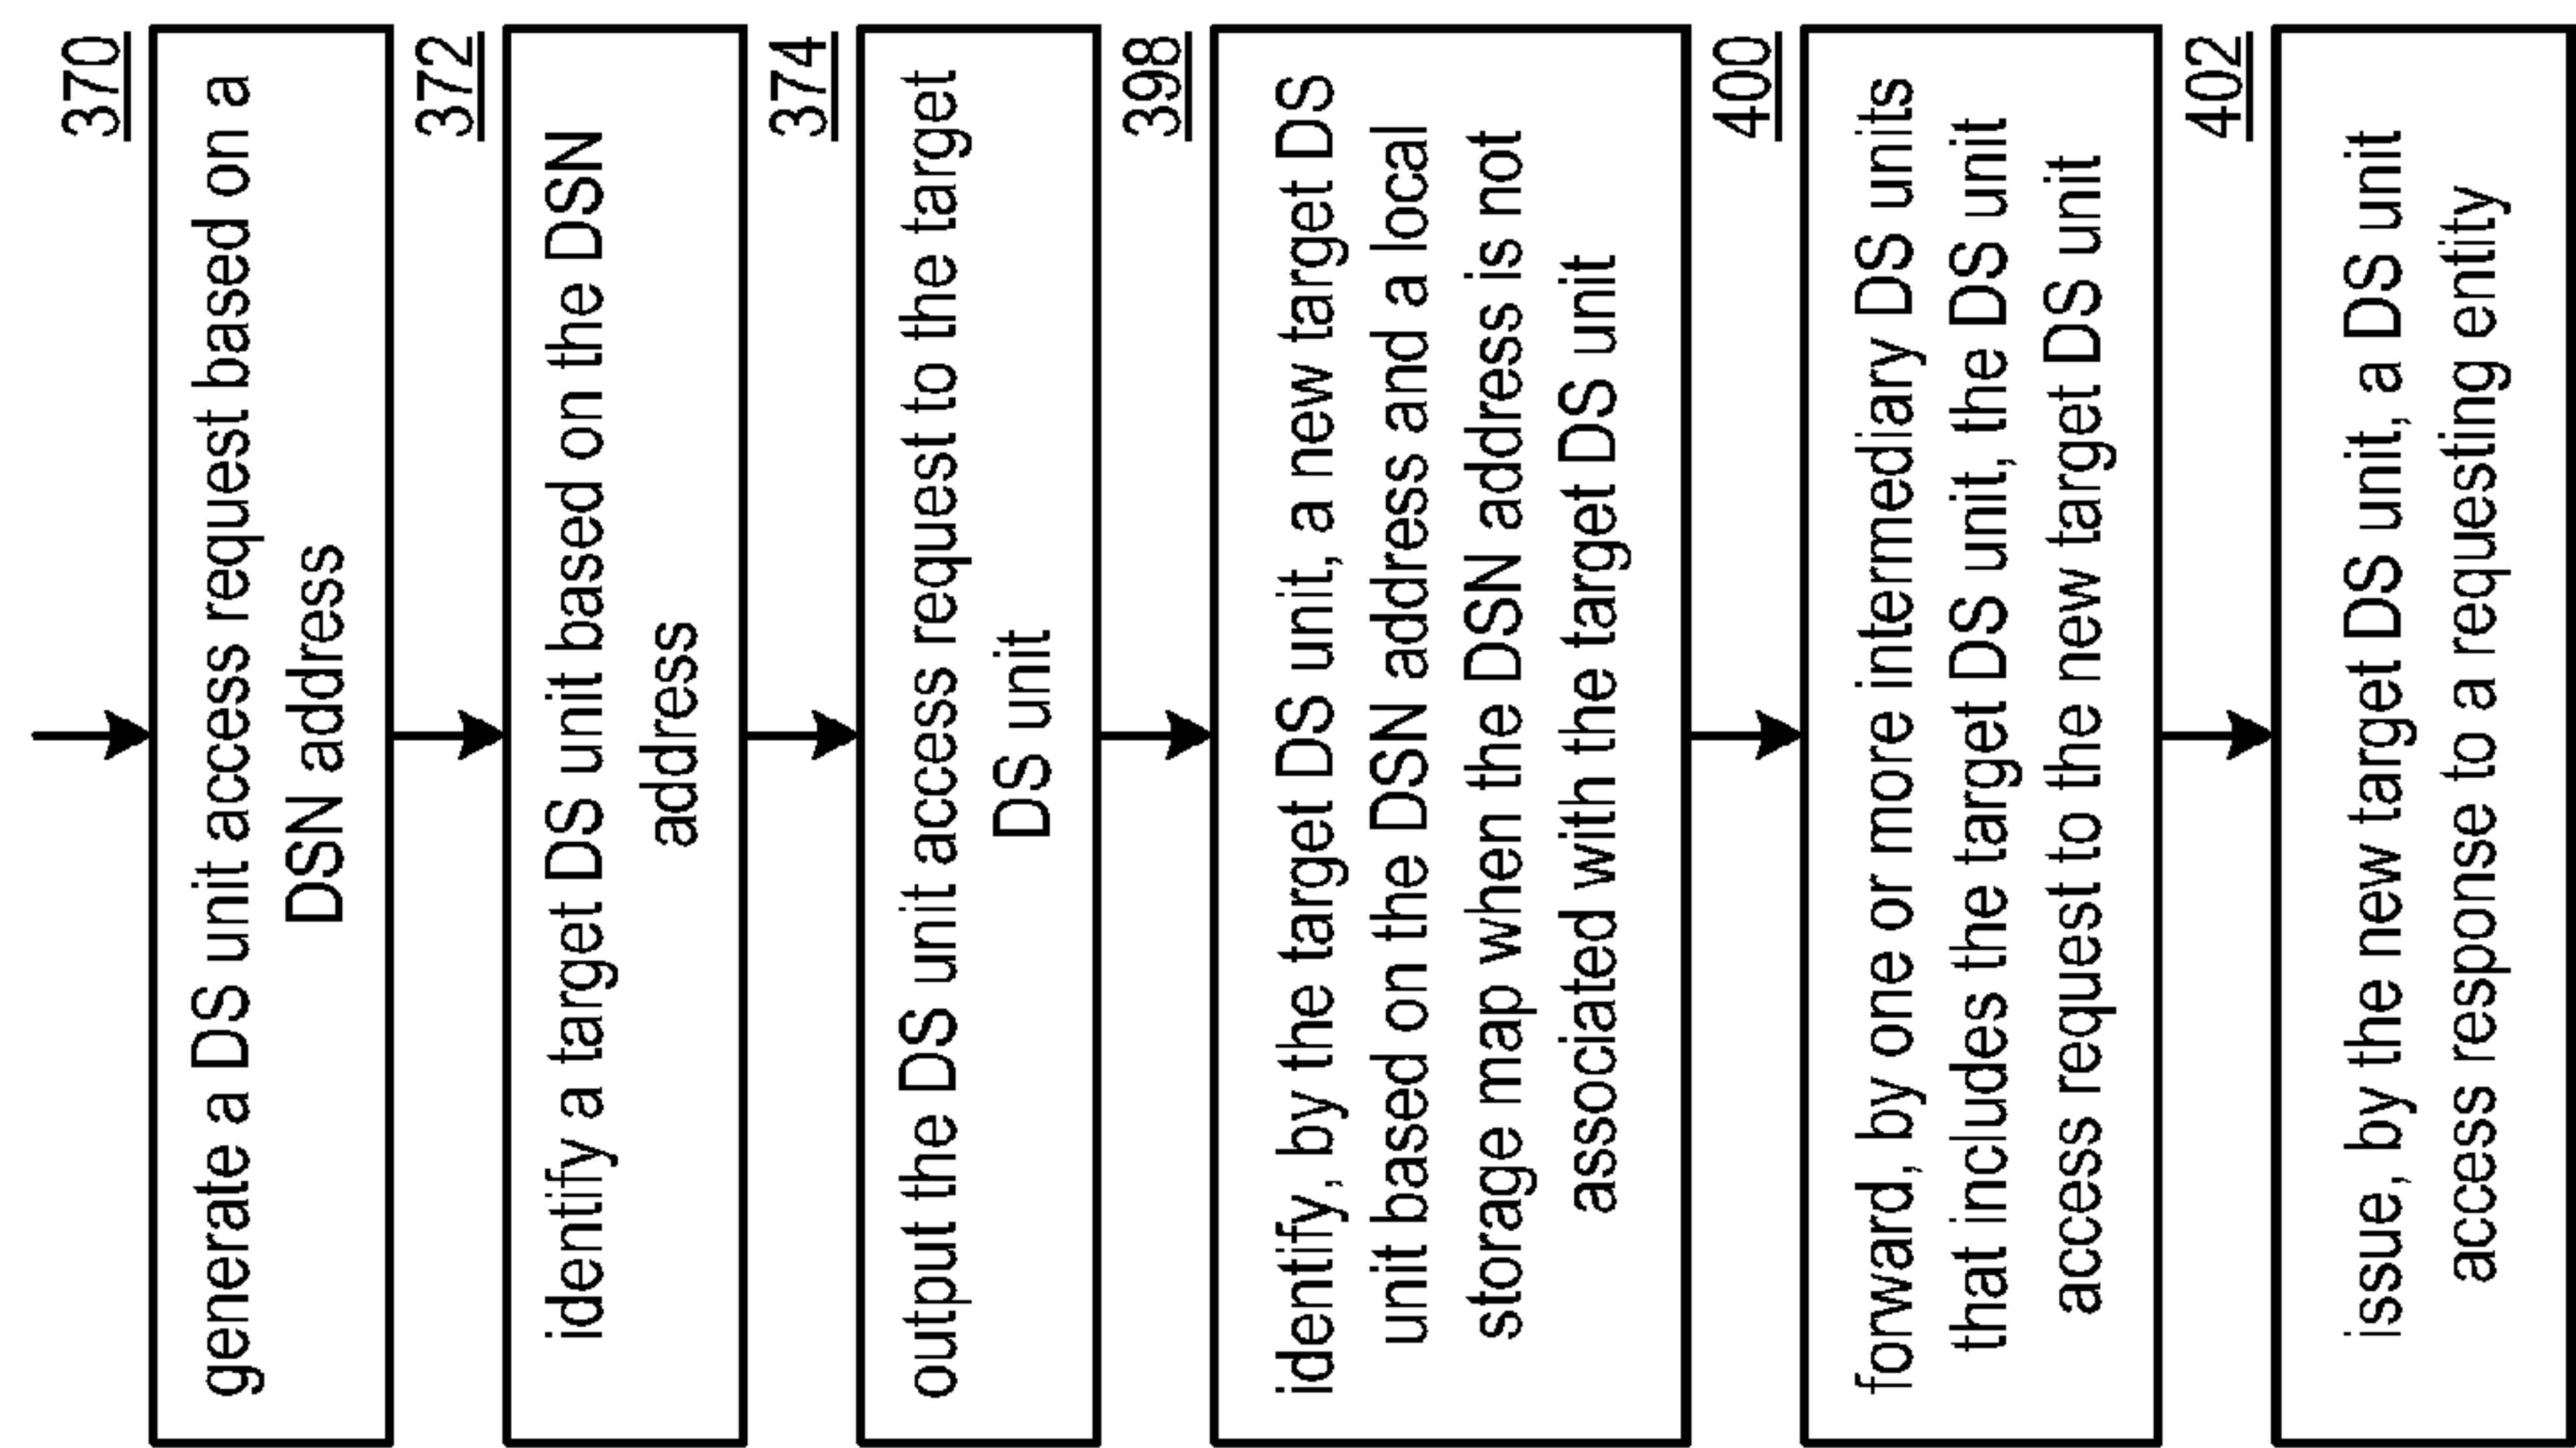 370
generate a DS unit access request based on a
DSN address
372
identify a target DS unit based on the DSN
address
374
output the DS unit access request to the target
DS unit
398
identify, by the target DS unit, a new target DS
unit based on the DSN address and a local
storage map when the DSN address is not
associated with the target DS unit
400
forward, by one or more intermediary DS units
that includes the target DS unit, the DS unit
access request to the new target DS unit
402
issue, by the new target DS unit, a DS unit
access response to a requesting entity